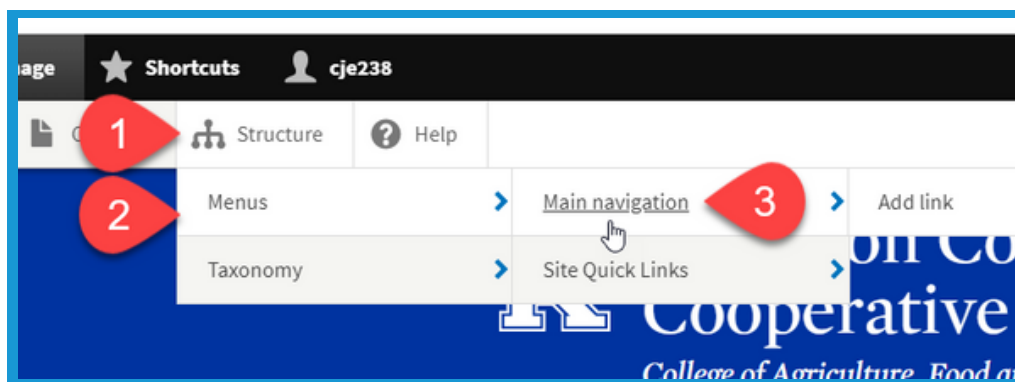 Shortcuts cje238
1 Structure Help
2 Menus Main navigation 3 Add link
Taxonomy Site Quick Links
Cooperative
College of Agriculture, Food